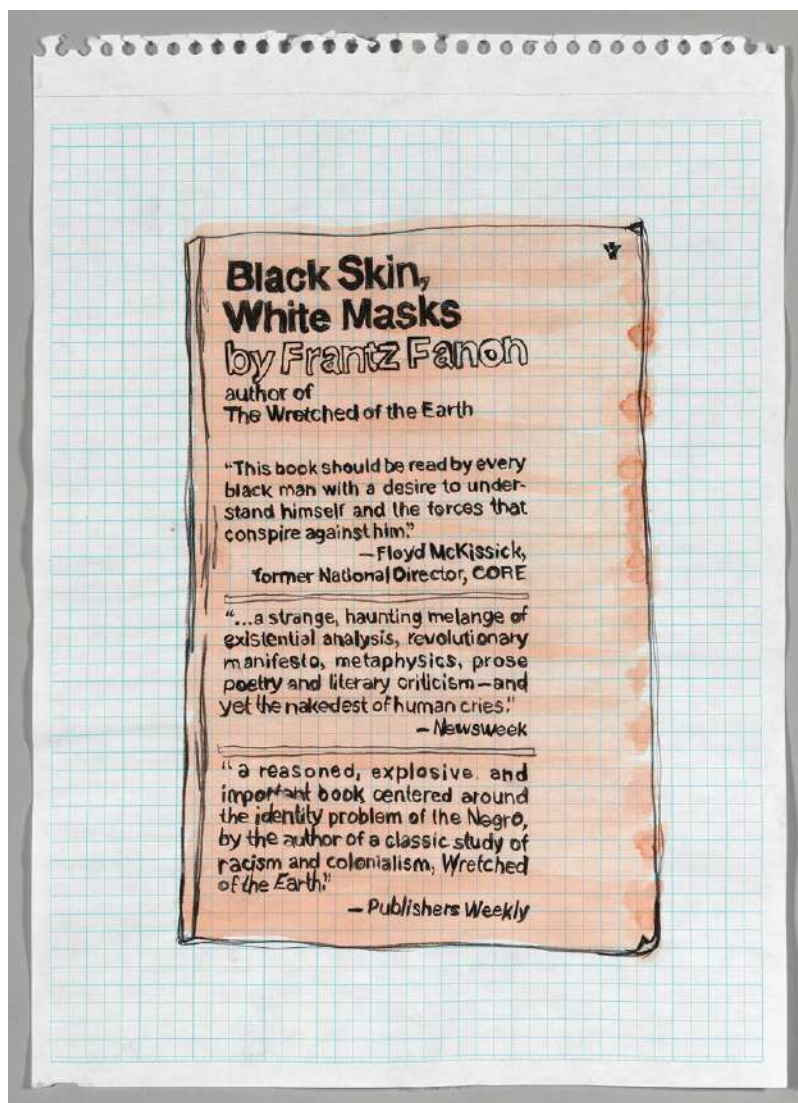 Black Skin,
White Masks
by Frantz Fanon
author of
The Wretched of the Earth
“This book should be read by every
black man with a desire to under-
stand himself and the forces that
conspire against him.”
—Floyd McKissick,
former National Director, CORE
“...a strange, haunting melange of
existential analysis, revolutionary
manifesto, metaphysics, prose
poetry and literary criticism—and
yet the nakedest of human cries.”
—Newsweek
“a reasoned, explosive, and
important book centered around
the identity problem of the Negro,
by the author of a classic study of
racism and colonialism, Wretched
of the Earth.”
—Publishers Weekly